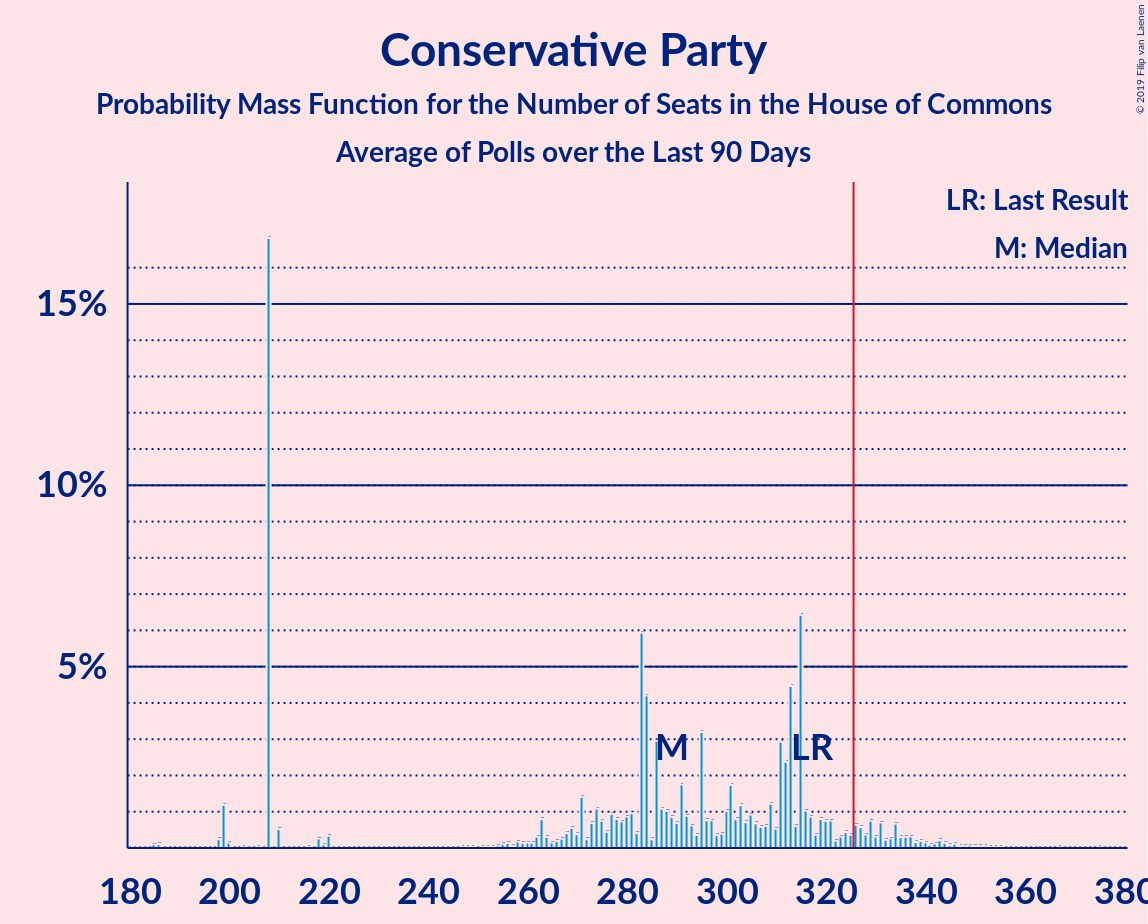 Conservative Party
Probability Mass Function for the Number of Seats in the House of Commons
Average of Polls over the Last 90 Days
© 2019 Filip van Laenen
LR: Last Result
M: Median
15%
10%
5%
M
LR
180 200 220 240 260 280 300 320 340 360 380